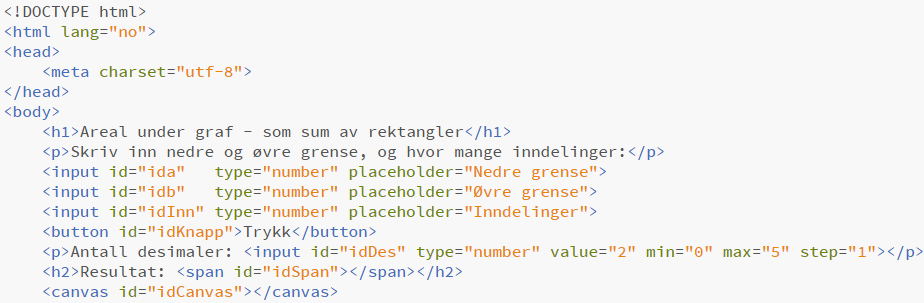 <!DOCTYPE html>
<html lang="no">
<head>
    <meta charset="utf-8">
</head>
<body>
    <h1>Areal under graf - som sum av rektangler</h1>
    <p>Skriv inn nedre og øvre grense, og hvor mange inndelinger:</p>
    <input id="ida"   type="number" placeholder="Nedre grense">
    <input id="idb"   type="number" placeholder="Øvre grense">
    <input id="idInn" type="number" placeholder="Inndelinger">
    <button id="idKnapp">Trykk</button>
    <p>Antall desimaler: <input id="idDes" type="number" value="2" min="0" max="5" step="1"></p>
    <h2>Resultat: <span id="idSpan"></span></h2>
    <canvas id="idCanvas"></canvas>